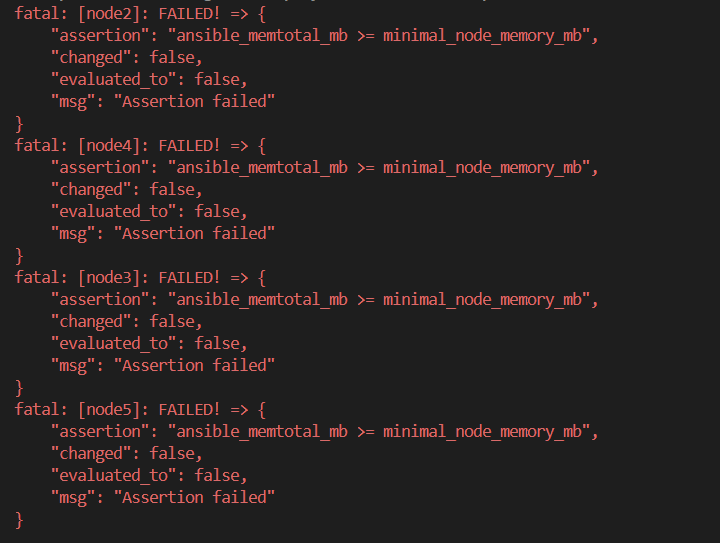 fatal: [node2]: FAILED! => {
    "assertion": "ansible_memtotal_mb >= minimal_node_memory_mb",
    "changed": false,
    "evaluated_to": false,
    "msg": "Assertion failed"
}
fatal: [node4]: FAILED! => {
    "assertion": "ansible_memtotal_mb >= minimal_node_memory_mb",
    "changed": false,
    "evaluated_to": false,
    "msg": "Assertion failed"
}
fatal: [node3]: FAILED! => {
    "assertion": "ansible_memtotal_mb >= minimal_node_memory_mb",
    "changed": false,
    "evaluated_to": false,
    "msg": "Assertion failed"
}
fatal: [node5]: FAILED! => {
    "assertion": "ansible_memtotal_mb >= minimal_node_memory_mb",
    "changed": false,
    "evaluated_to": false,
    "msg": "Assertion failed"
}